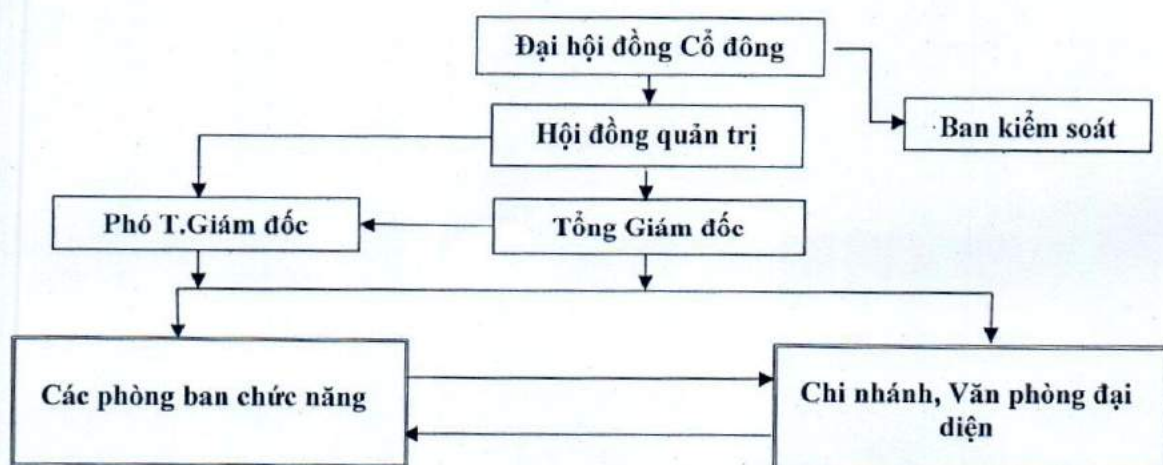 Đại hội đồng Cổ đông
Hội đồng quản trị
Ban kiểm soát
Phó T.Giám đốc
Tổng Giám đốc
Các phòng ban chức năng
Chi nhánh, Văn phòng đại
diện